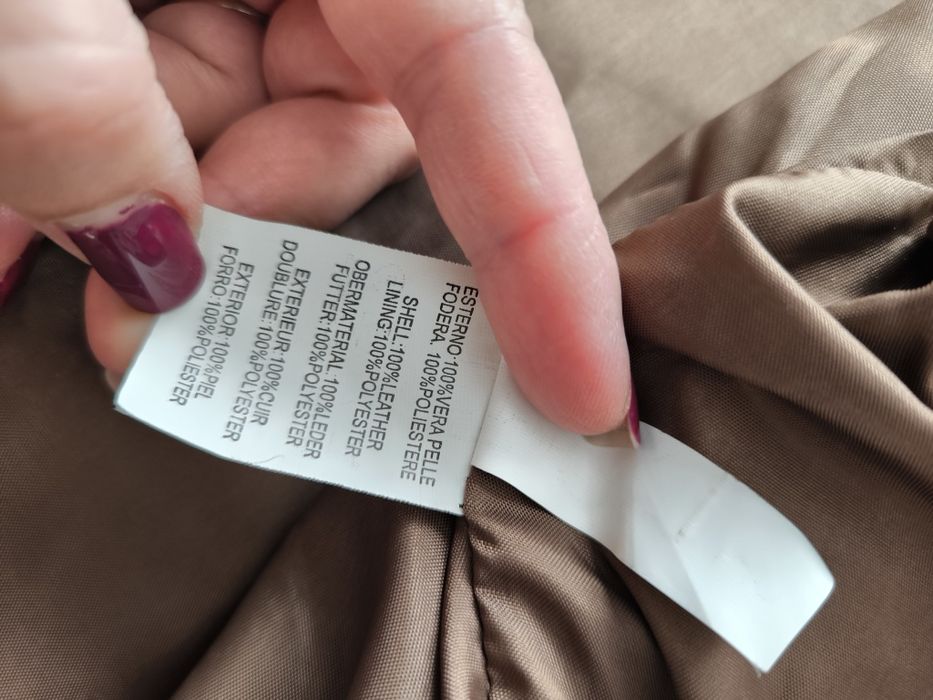 ESTERNO:100%VERA PELLE
FODERA. 100%POLIESTERE
SHELL:100%LEATHER
LINING:100%POLYESTER
OBERMATERIAL.100%LEDER
FUTTER:100%POLYESTER
EXTERIEUR:100%CUIR
DOUBLURE:100%POLYESTER
EXTERIOR:100%PIEL
FORRO:100%POLIESTER